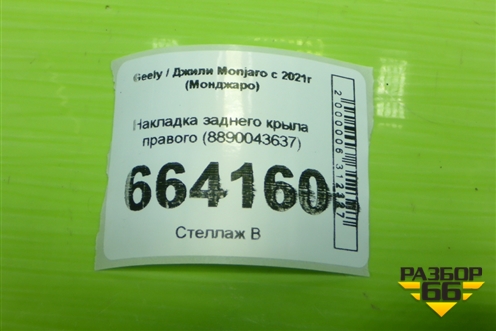 Geely / Джили Monjaro с 2021г
(Монджаро)
Накладка заднего крыла
правого (8890043637)
664160
Стеллаж В
РАЗБОР
66